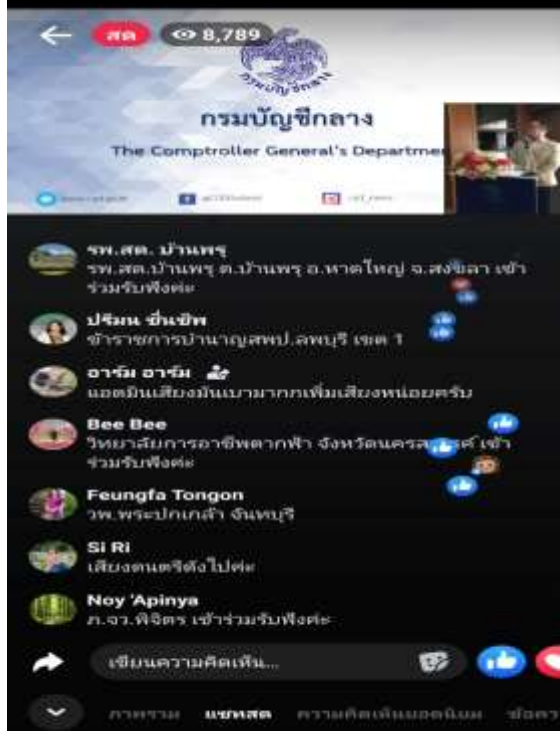 สด 8,789
กรมบัญชีกลาง
กรมบัญชีกลาง
The Comptroller General's Departme
รพ.สต. บ้านพรุ
รพ.สต.บ้านพรุ ต.บ้านพรุ อ.หาดใหญ่ จ.สงขลา เข้า
ร่วมรับฟังค่ะ
ปริมน ชื่นชีพ
ข้าราชการบำนาญสพป.ลพบุรี เขต 1
อาร์ม อาร์ม
แอดมินเสียงมันเบามากกเพิ่มเสียงหน่อยครับ
Bee Bee
วิทยาลัยการอาชีพตากฟ้า จังหวัดนครสวรรค์ เข้า
ร่วมรับฟังค่ะ
Feungfa Tongon
วพ.พระปกเกล้า จันทบุรี
Si Ri
เสียงดนตรีดังไปค่ะ
Noy 'Apinya
ภ.จว.พิจิตร เข้าร่วมรับฟังค่ะ
เขียนความคิดเห็น...
ภาพรวม แชทสด ความคิดเห็นยอดนิยม